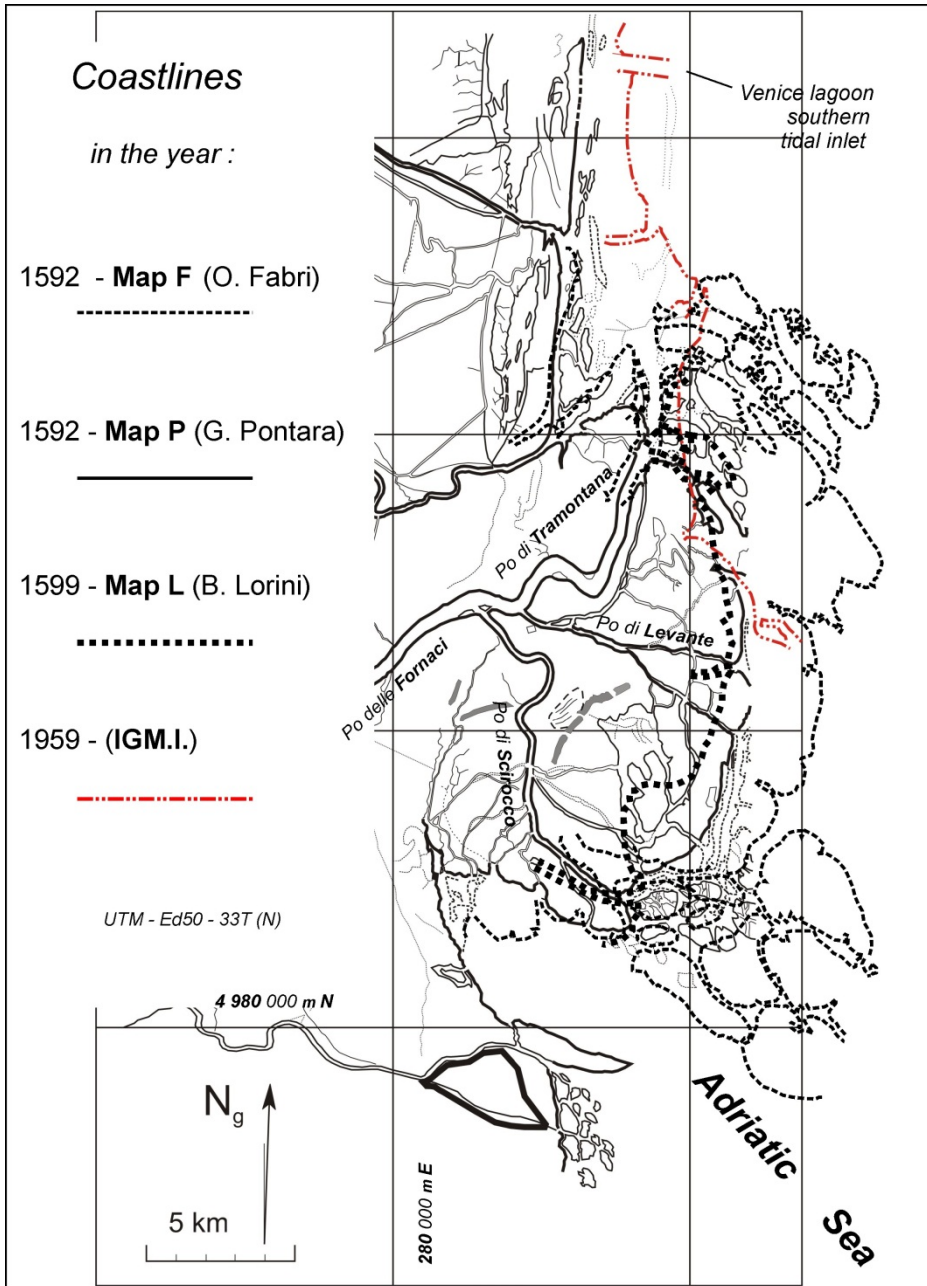 Coastlines
in the year :
1592 - Map F (O. Fabri)
1592 - Map P (G. Pontara)
1599 - Map L (B. Lorini)
1959 - (IGM.I.)
UTM - Ed50 - 33T (N)
4 980 000 m N
Ng
5 km
280 000 m E
Venice lagoon
southern
tidal inlet
Po di Tramontana
Po di Levante
Po delle Fornaci
Po di Scirocco
Adriatic
Sea